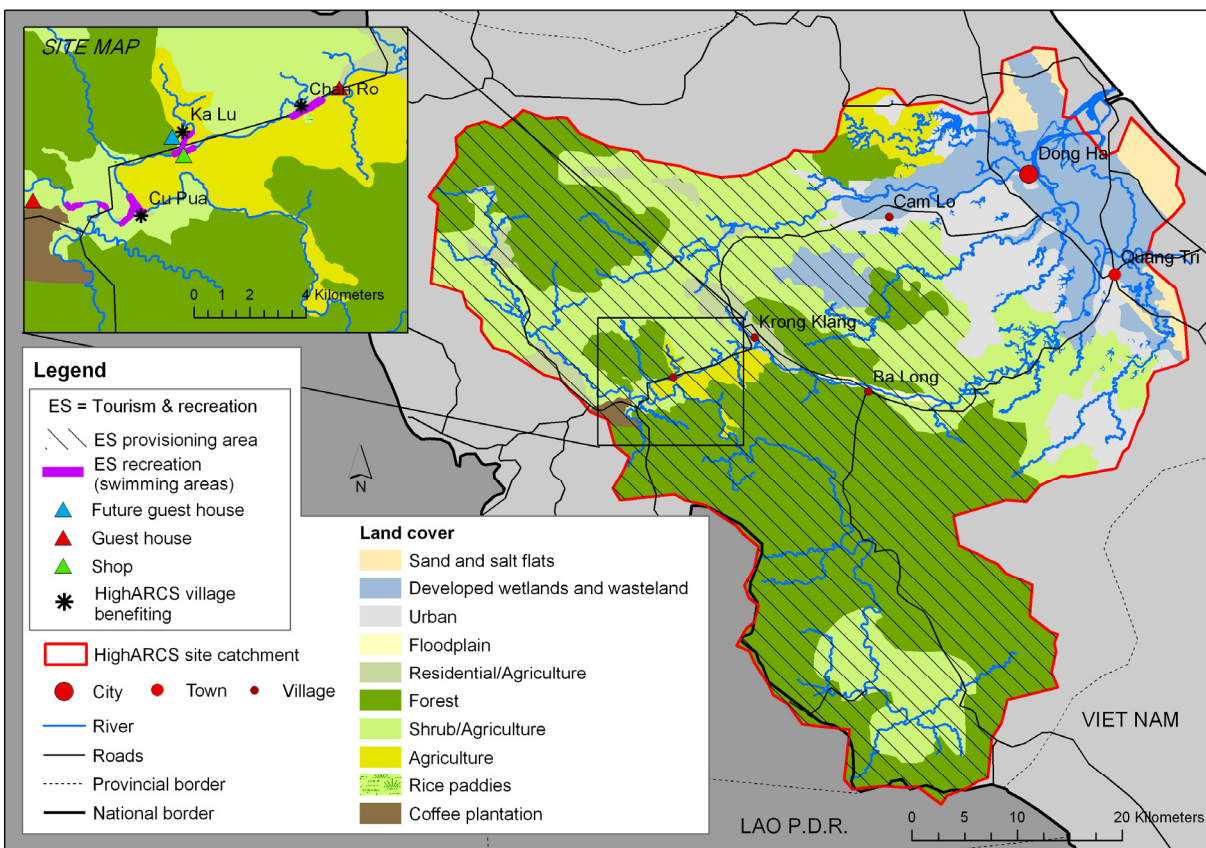 SITE MAP
Chan Ro
Ka Lu
Cu Pua
0 2 4 Kilometers
Dong Ha
Cam Lo
Quang Tri
Krong Klang
Ba Long
N
VIET NAM
LAO P.D.R.
0 5 10 20 Kilometers
Legend
ES = Tourism & recreation
ES provisioning area
ES recreation
(swimming areas)
Future guest house
Guest house
Shop
HighARCS village
benefiting
HighARCS site catchment
City Town Village
River
Roads
Provincial border
National border
Land cover
Sand and salt flats
Developed wetlands and wasteland
Urban
Floodplain
Residential/Agriculture
Forest
Shrub/Agriculture
Agriculture
Rice paddies
Coffee plantation